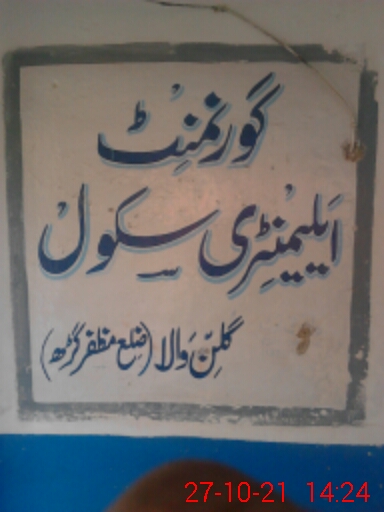 گورنمنٹ
ایلیمنٹری سکول
گلن والا (ضلع مظفر گڑھ)
27-10-21 14:24